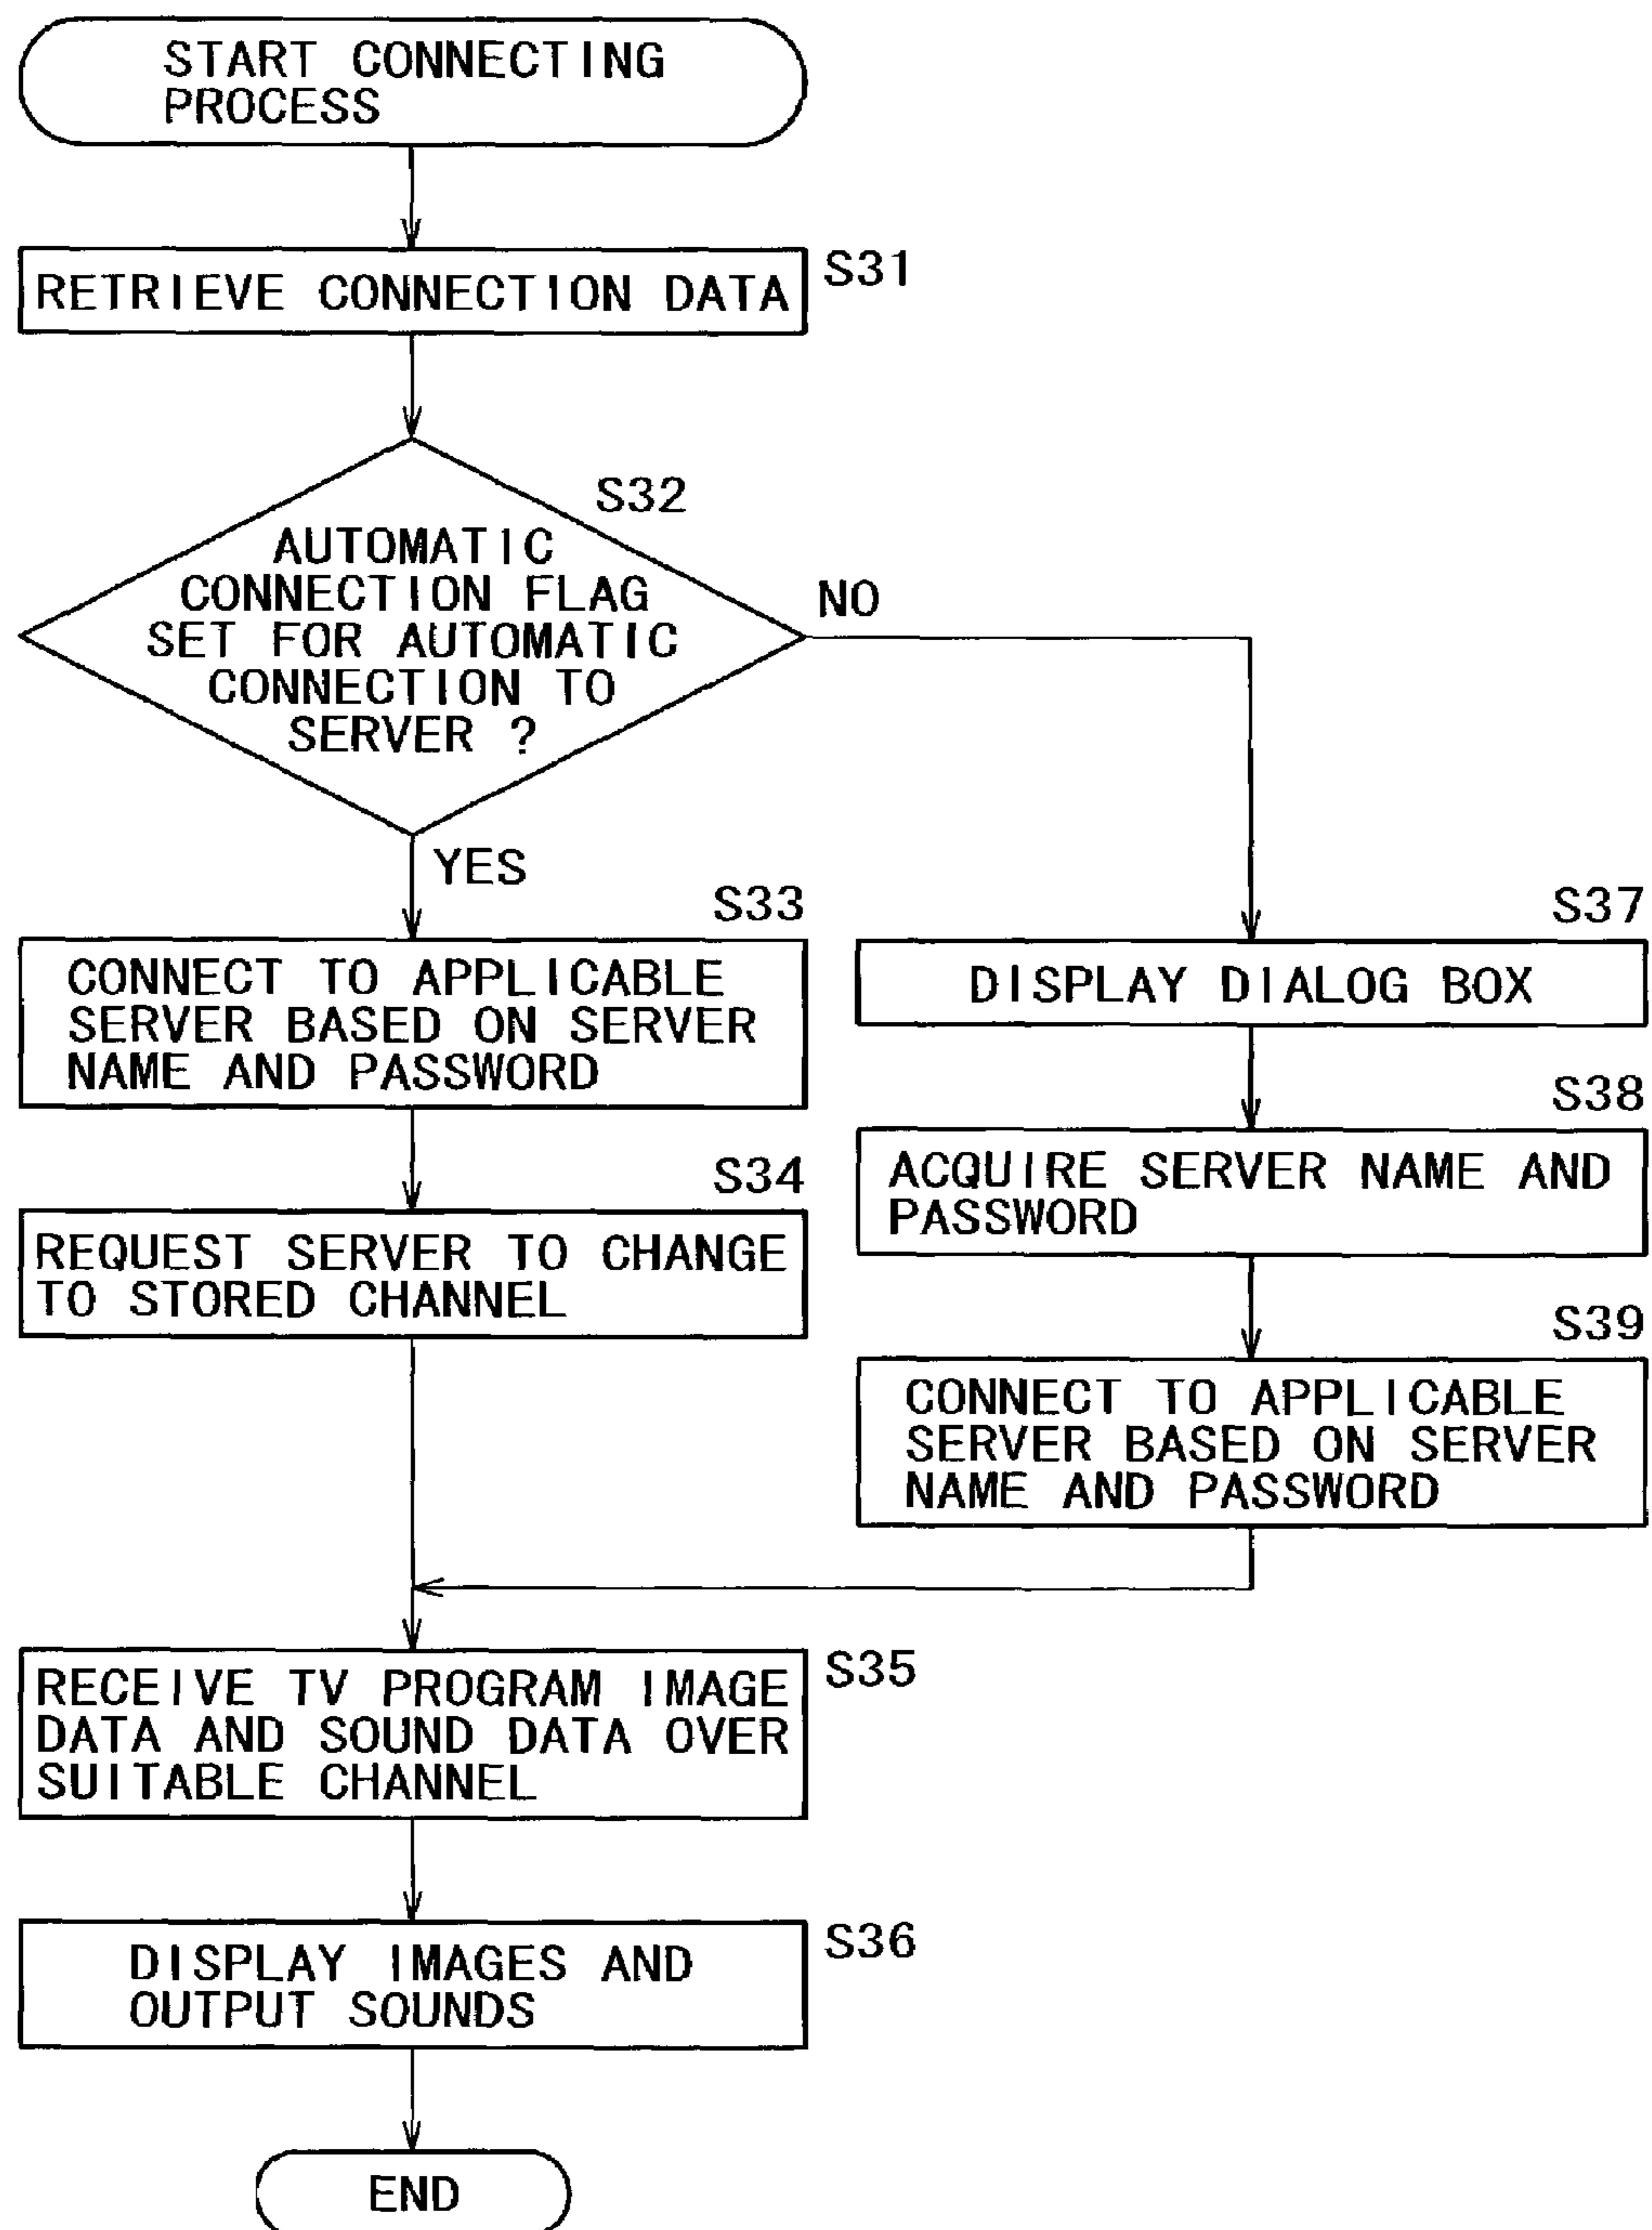 START CONNECTING
PROCESS
RETRIEVE CONNECTION DATA
S31
S32
AUTOMATIC
CONNECTION FLAG
SET FOR AUTOMATIC
CONNECTION TO
SERVER ?
NO
YES
S33
CONNECT TO APPLICABLE
SERVER BASED ON SERVER
NAME AND PASSWORD
S34
REQUEST SERVER TO CHANGE
TO STORED CHANNEL
S37
DISPLAY DIALOG BOX
S38
ACQUIRE SERVER NAME AND
PASSWORD
S39
CONNECT TO APPLICABLE
SERVER BASED ON SERVER
NAME AND PASSWORD
RECEIVE TV PROGRAM IMAGE
DATA AND SOUND DATA OVER
SUITABLE CHANNEL
S35
DISPLAY IMAGES AND
OUTPUT SOUNDS
S36
END